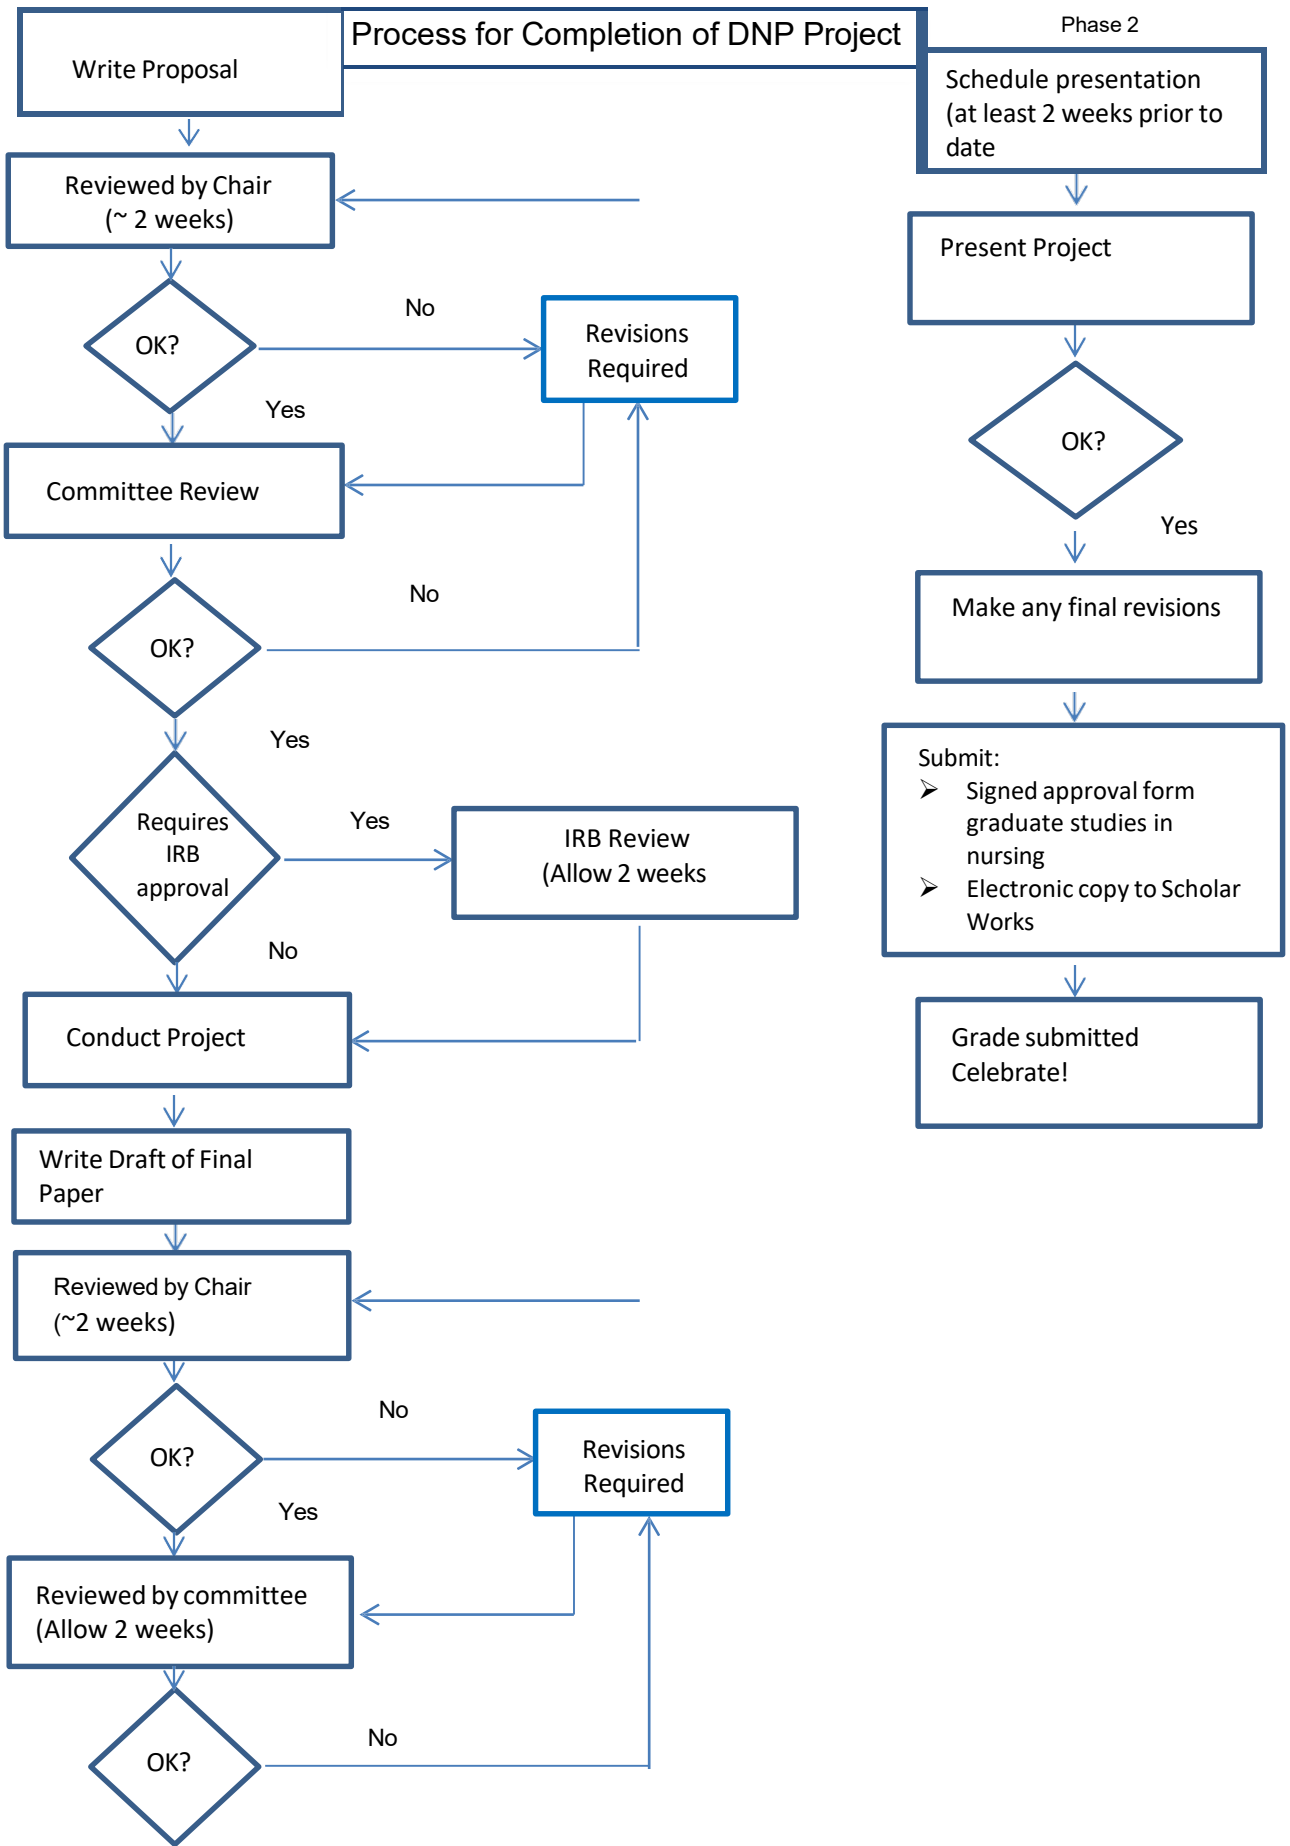 Process for Completion of DNP Project
Write Proposal
Reviewed by Chair
(~ 2 weeks)
OK?
No
Revisions
Required
Yes
Committee Review
OK?
No
Yes
Requires
IRB
approval
Yes
IRB Review
(Allow 2 weeks
No
Conduct Project
Write Draft of Final
Paper
Reviewed by Chair
(~2 weeks)
OK?
No
Revisions
Required
Yes
Reviewed by committee
(Allow 2 weeks)
OK?
No
Phase 2
Schedule presentation
(at least 2 weeks prior to
date
Present Project
OK?
Yes
Make any final revisions
Submit:
➢ Signed approval form
graduate studies in
nursing
➢ Electronic copy to Scholar
Works
Grade submitted
Celebrate!